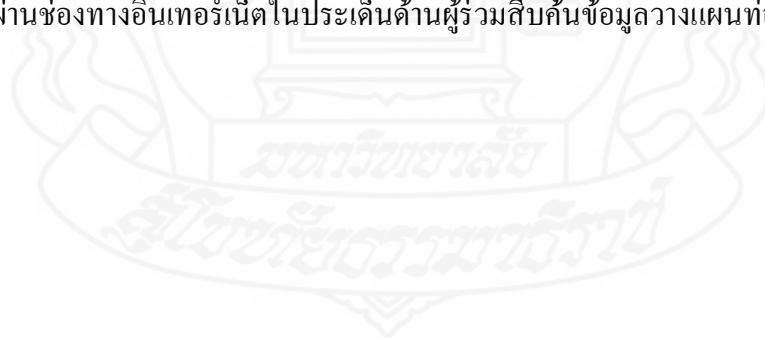 ผ่านช่องทางอินเทอร์เน็ตในประเด็นด้านผู้ร่วมสืบค้นข้อมูลวางแผนท่อ
มหาวิทยาลัย
สุโขทัยธรรมาธิราช